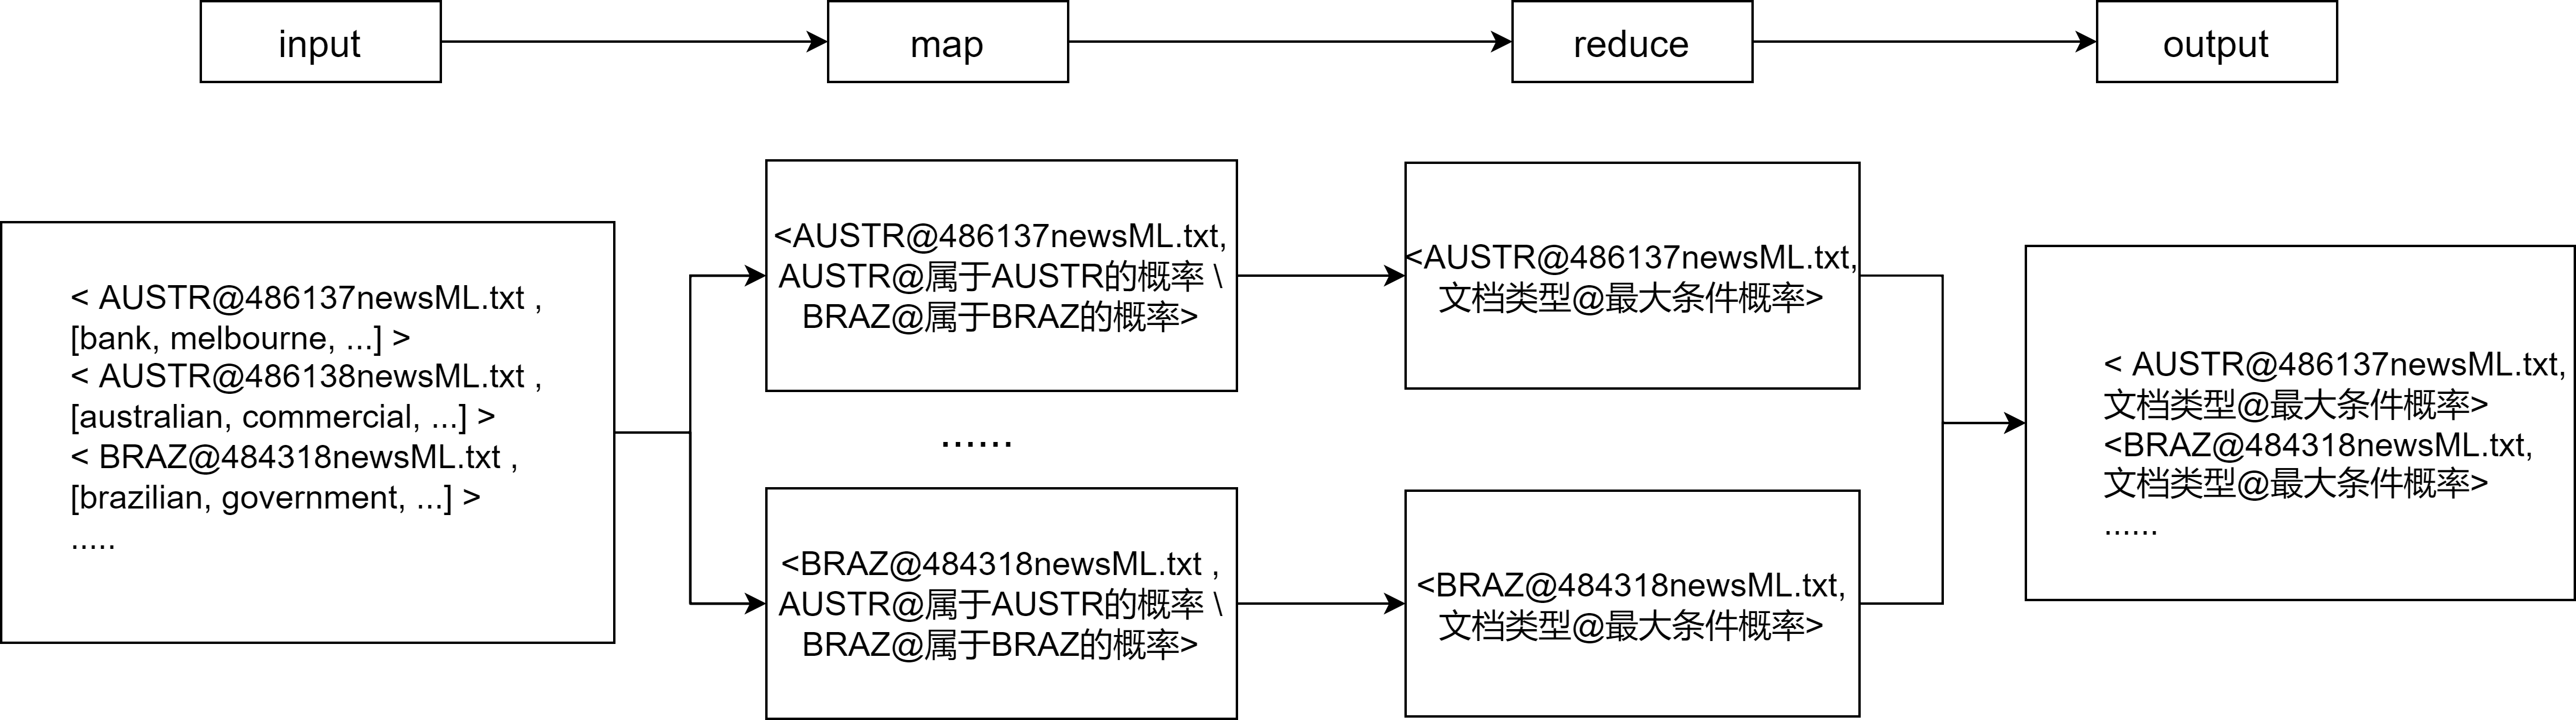 input
map
reduce
output
< AUSTR@486137newsML.txt ,
[bank, melbourne, ...] >
< AUSTR@486138newsML.txt ,
[australian, commercial, ...] >
< BRAZ@484318newsML.txt ,
[brazilian, government, ...] >
.....
<AUSTR@486137newsML.txt,
AUSTR@属于AUSTR的概率 \
BRAZ@属于BRAZ的概率>
......
<BRAZ@484318newsML.txt ,
AUSTR@属于AUSTR的概率 \
BRAZ@属于BRAZ的概率>
<AUSTR@486137newsML.txt,
文档类型@最大条件概率>
<BRAZ@484318newsML.txt,
文档类型@最大条件概率>
< AUSTR@486137newsML.txt,
文档类型@最大条件概率>
<BRAZ@484318newsML.txt,
文档类型@最大条件概率>
......